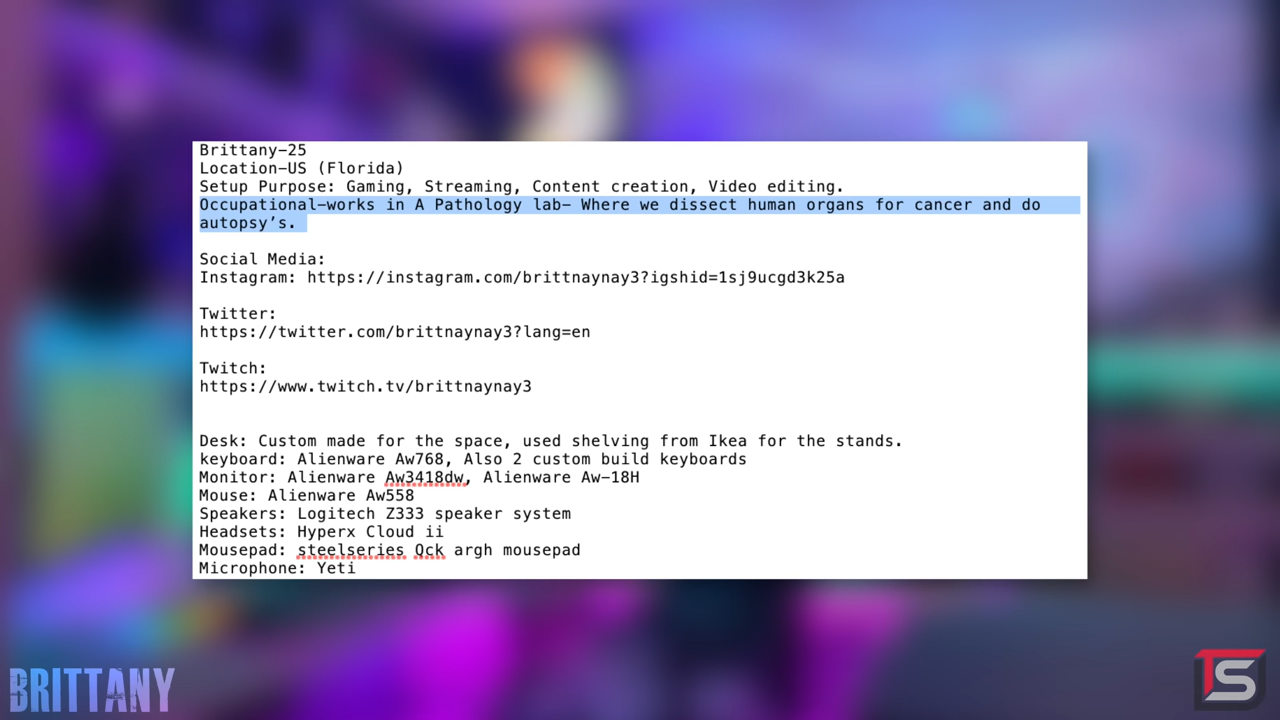 Brittany-25
Location-US (Florida)
Setup Purpose: Gaming, Streaming, Content creation, Video editing.
Occupational-works in A Pathology lab- Where we dissect human organs for cancer and do
autopsy’s.
Social Media:
Instagram: https://instagram.com/brittnaynay3?igshid=1sj9ucgd3k25a
Twitter:
https://twitter.com/brittnaynay3?lang=en
Twitch:
https://www.twitch.tv/brittnaynay3
Desk: Custom made for the space, used shelving from Ikea for the stands.
keyboard: Alienware Aw768, Also 2 custom build keyboards
Monitor: Alienware Aw3418dw, Alienware Aw-18H
Mouse: Alienware Aw558
Speakers: Logitech Z333 speaker system
Headsets: Hyperx Cloud ii
Mousepad: steelseries Qck argh mousepad
Microphone: Yeti
BRITTANY
TS